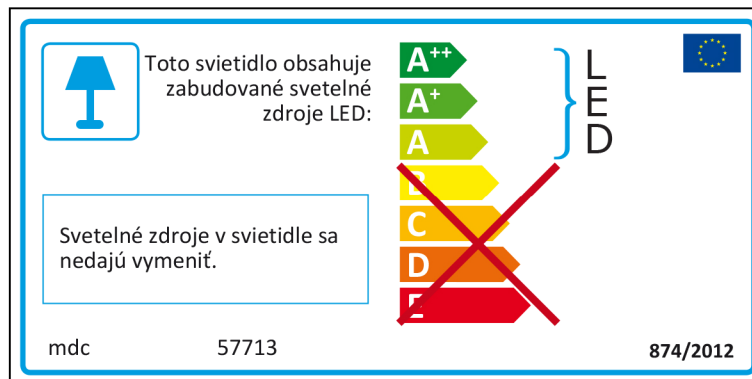 Toto svietidlo obsahuje
zabudované svetelné
zdroje LED:
A++
A+
A
B
C
D
E
L
E
D
Svetelné zdroje v svietidle sa
nedajú vymeniť.
mdc 57713
874/2012